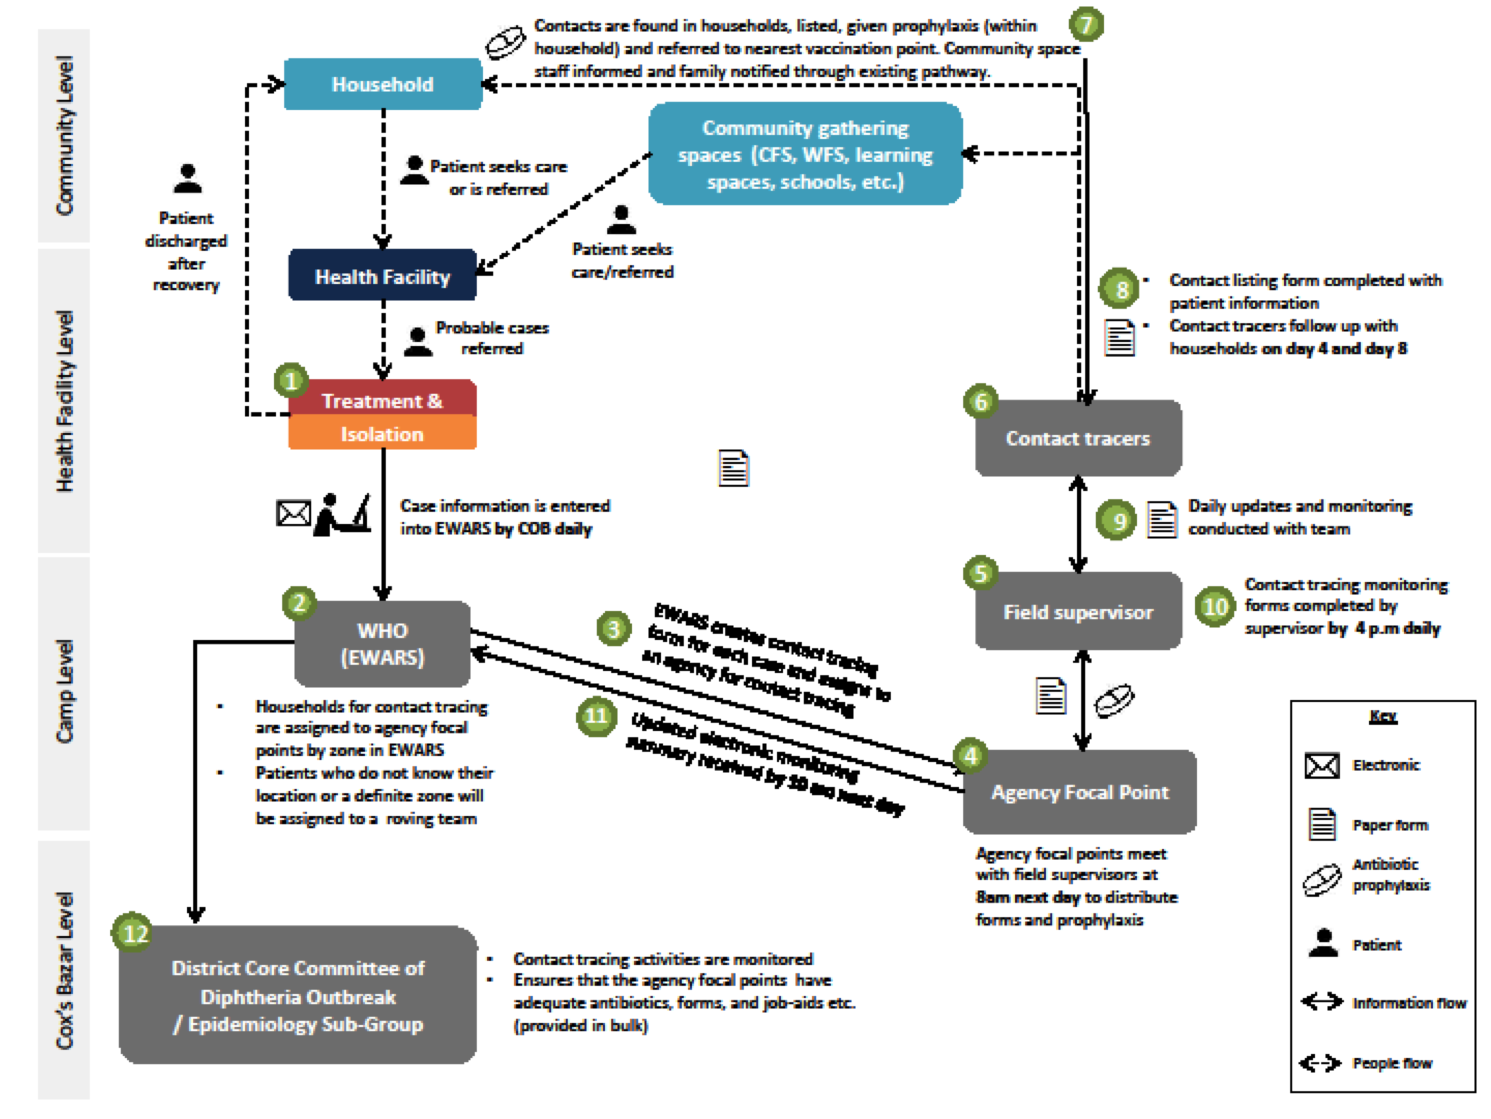 Community Level
Health Facility Level
Camp Level
Cox's Bazar Level
Contacts are found in households, listed, given prophylaxis (within
household) and referred to nearest vaccination point. Community space
staff informed and family notified through existing pathway.
7
Household
Community gathering
spaces (CFS, WFS, learning
spaces, schools, etc.)
Patient seeks care
or is referred
Patient
discharged
after
recovery
Patient seeks
care/referred
Health Facility
Probable cases
referred
8
▪ Contact listing form completed with
patient information
▪ Contact tracers follow up with
households on day 4 and day 8
1
Treatment &
Isolation
6
Contact tracers
Case information is entered
into EWARS by COB daily
9
Daily updates and monitoring
conducted with team
5
Field supervisor
10
Contact tracing monitoring
forms completed by
supervisor by 4 p.m daily
2
WHO
(EWARS)
3
EWARS creates contact tracing
form for each case and assigns to
an agency for contact tracing
11
Updated electronic monitoring
summary received by 10 am next day
▪ Households for contact tracing
are assigned to agency focal
points by zone in EWARS
▪ Patients who do not know their
location or a definite zone will
be assigned to a roving team
4
Agency Focal Point
Agency focal points meet
with field supervisors at
8am next day to distribute
forms and prophylaxis
12
District Core Committee of
Diphtheria Outbreak
/ Epidemiology Sub-Group
▪ Contact tracing activities are monitored
▪ Ensures that the agency focal points have
adequate antibiotics, forms, and job-aids etc.
(provided in bulk)
Key
Electronic
Paper form
Antibiotic
prophylaxis
Patient
Information flow
People flow